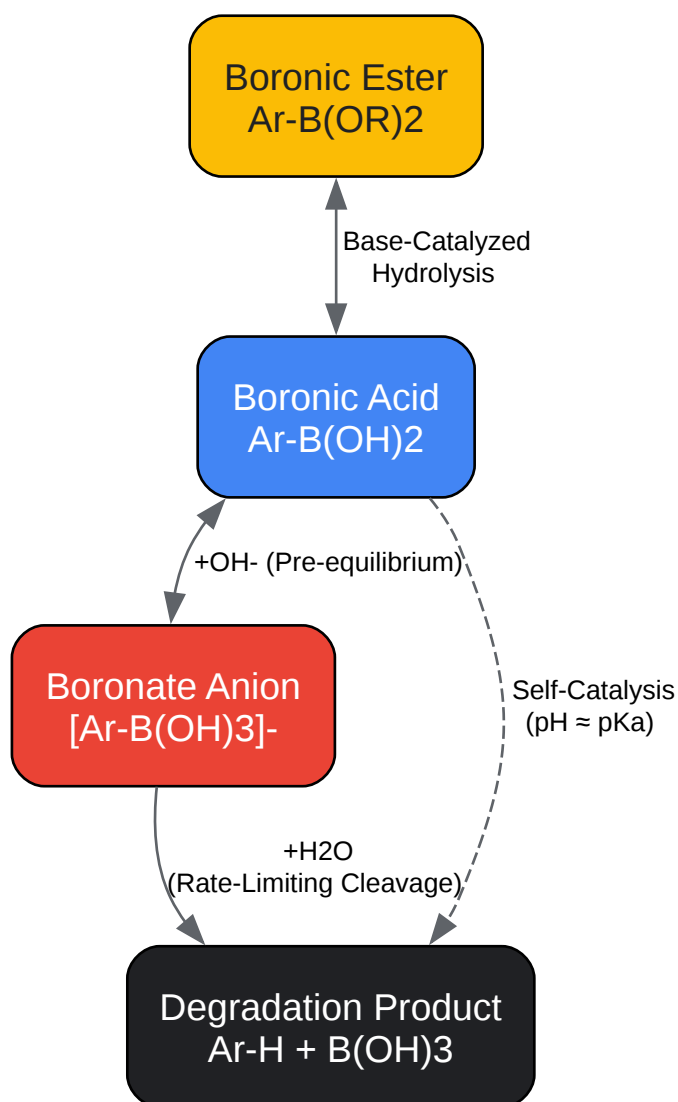 Boronic Ester
Ar-B(OR)2
Base-Catalyzed
Hydrolysis
Boronic Acid
Ar-B(OH)2
+OH- (Pre-equilibrium)
Boronate Anion
[Ar-B(OH)3]-
Self-Catalysis
(pH ≈ pKa)
+H2O
(Rate-Limiting Cleavage)
Degradation Product
Ar-H + B(OH)3